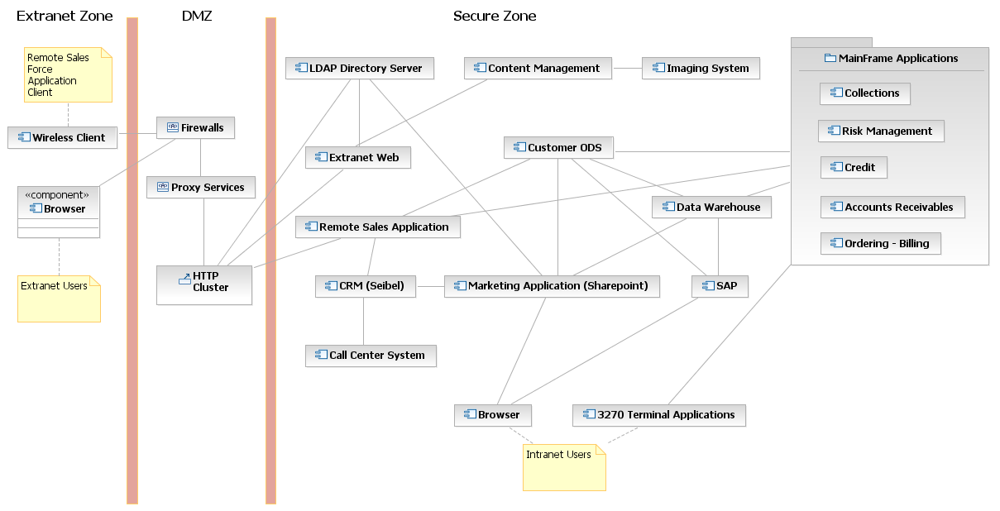 Extranet Zone
DMZ
Secure Zone
Remote Sales
Force
Application
Client
Wireless Client
«component»
Browser
Extranet Users
Firewalls
Proxy Services
HTTP
Cluster
LDAP Directory Server
Content Management
Imaging System
Extranet Web
Customer ODS
Data Warehouse
Remote Sales Application
CRM (Seibel)
Marketing Application (Sharepoint)
SAP
Call Center System
Browser
3270 Terminal Applications
Intranet Users
MainFrame Applications
Collections
Risk Management
Credit
Accounts Receivables
Ordering - Billing